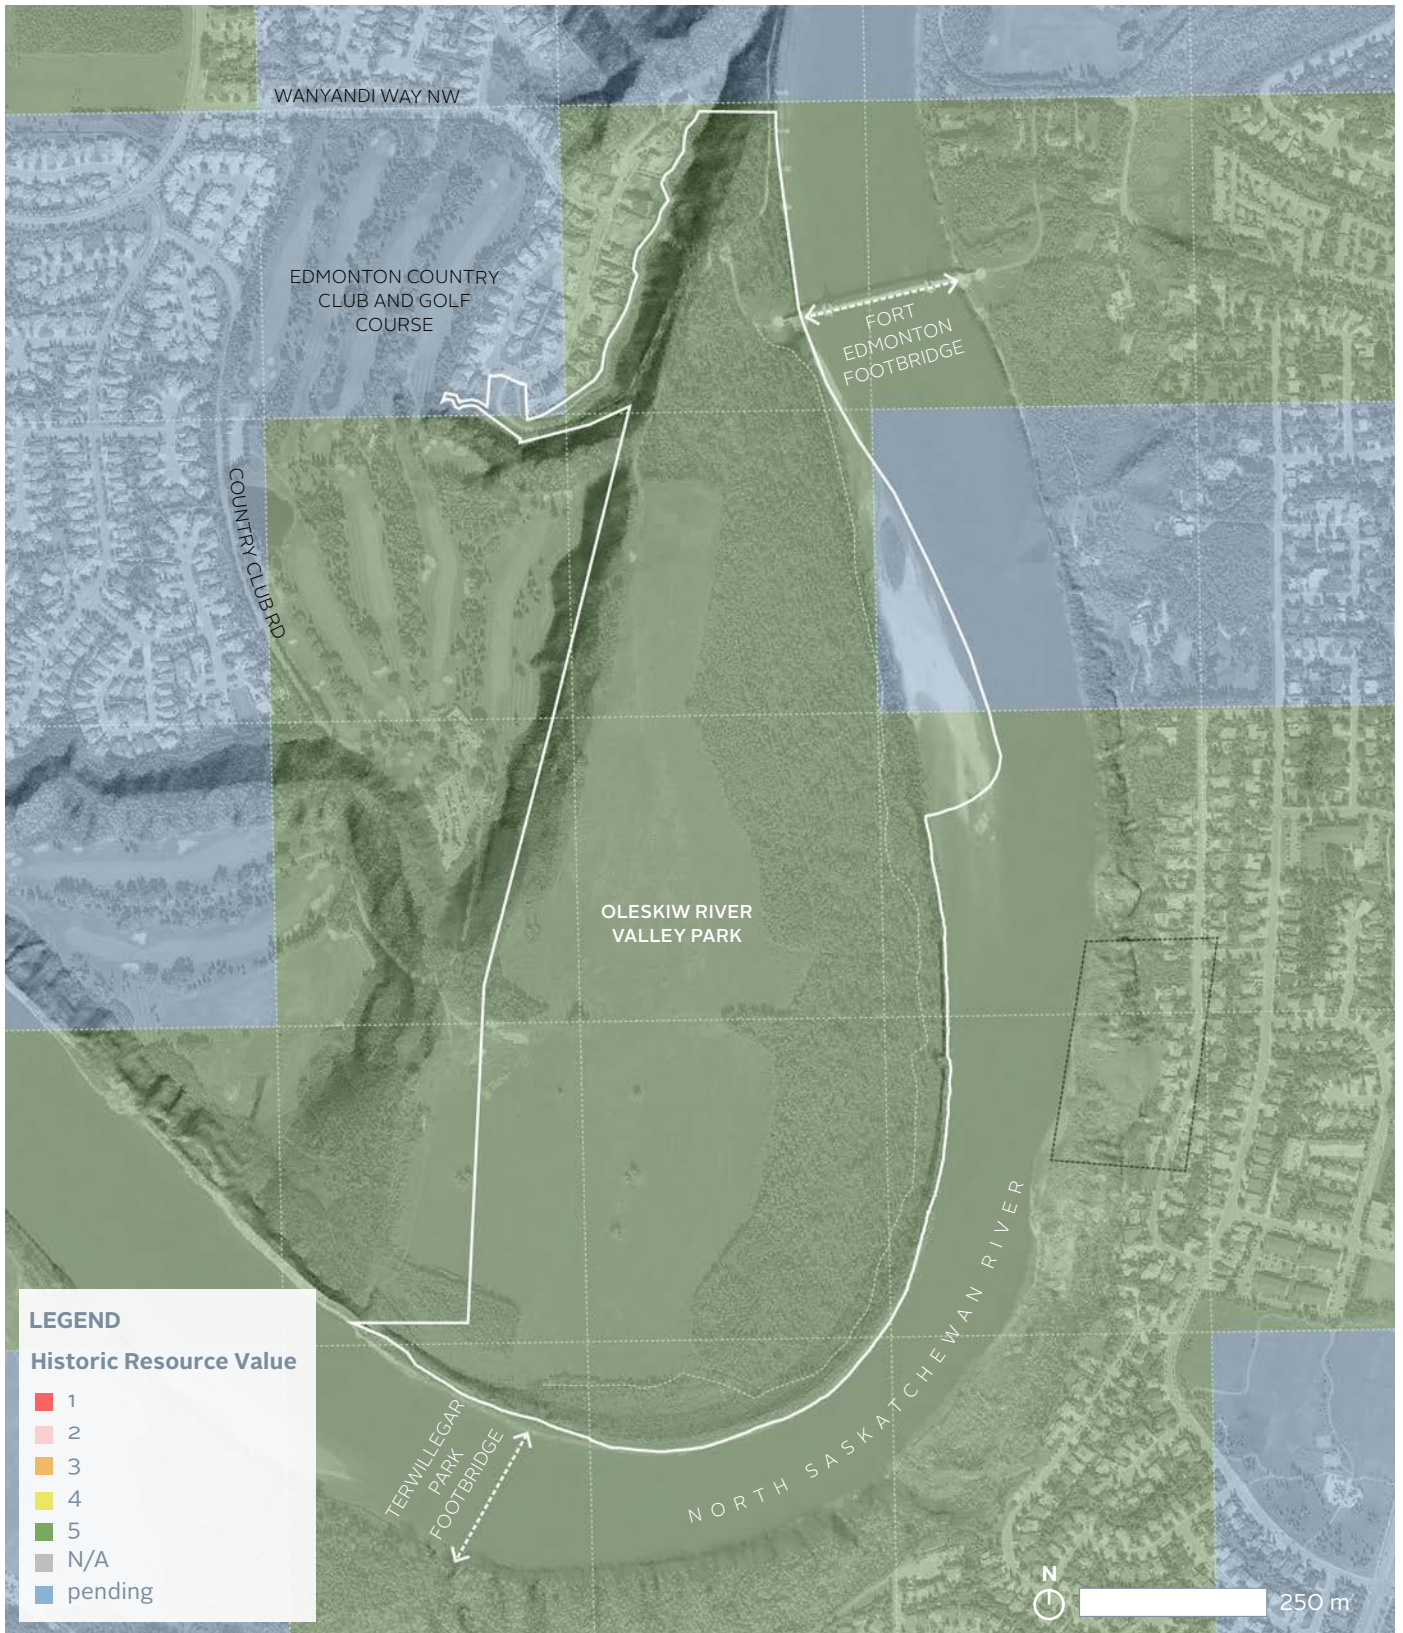 WANYANDI WAY NW
EDMONTON COUNTRY
CLUB AND GOLF
COURSE
FORT
EDMONTON
FOOTBRIDGE
COUNTRY CLUB RD
OLESKIW RIVER
VALLEY PARK
NORTH SASKATCHEWAN RIVER
TERWILLEGAR
PARK
FOOTBRIDGE
LEGEND
Historic Resource Value
1
2
3
4
5
N/A
pending
N
250 m